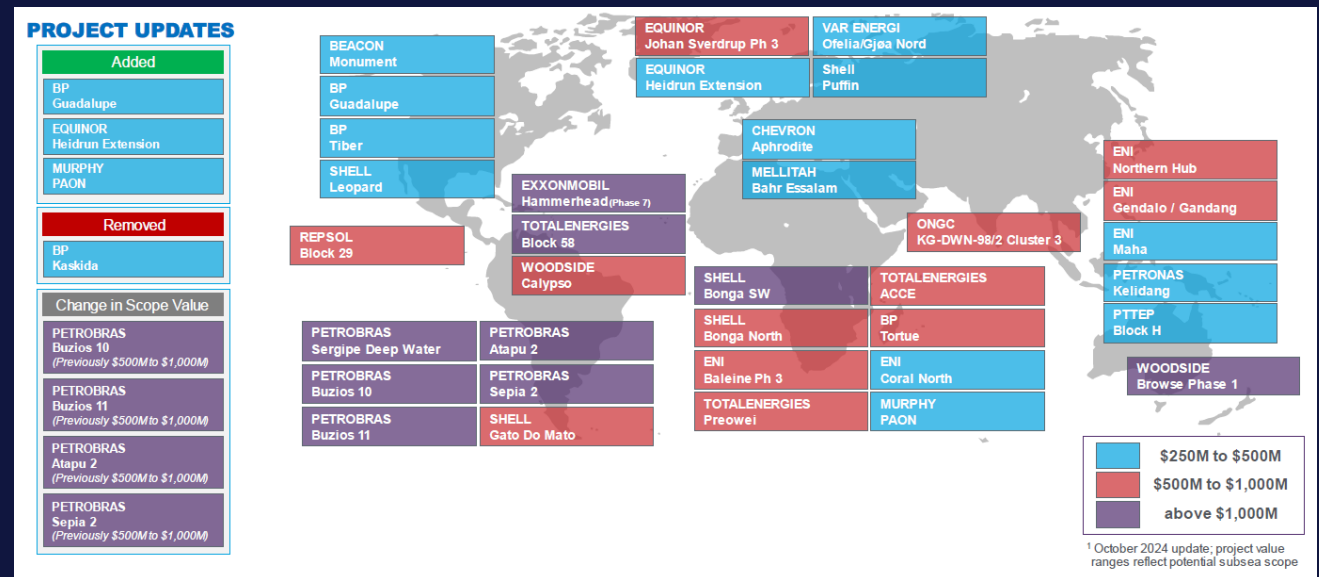 PROJECT UPDATES
Added
BP
Guadalupe
EQUINOR
Heidrun Extension
MURPHY
PAON
Removed
BP
Kaskida
Change in Scope Value
PETROBRAS
Buzios 10
(Previously $500M to $1,000M)
PETROBRAS
Buzios 11
(Previously $500M to $1,000M)
PETROBRAS
Atapu 2
(Previously $500M to $1,000M)
PETROBRAS
Sepia 2
(Previously $500M to $1,000M)
BEACON
Monument
BP
Guadalupe
BP
Tiber
SHELL
Leopard
REPSOL
Block 29
EXXONMOBIL
Hammerhead (Phase 7)
TOTALENERGIES
Block 58
WOODSIDE
Calypso
PETROBRAS
Sergipe Deep Water
PETROBRAS
Atapu 2
PETROBRAS
Buzios 10
PETROBRAS
Sepia 2
PETROBRAS
Buzios 11
SHELL
Gato Do Mato
EQUINOR
Johan Sverdrup Ph 3
VAR ENERGI
Ofelia/Gjøa Nord
EQUINOR
Heidrun Extension
Shell
Puffin
CHEVRON
Aphrodite
MELLITAH
Bahr Essalam
ONGC
KG-DWN-98/2 Cluster 3
SHELL
Bonga SW
TOTALENERGIES
ACCE
SHELL
Bonga North
BP
Tortue
ENI
Baleine Ph 3
ENI
Coral North
TOTALENERGIES
Preowei
MURPHY
PAON
ENI
Northern Hub
ENI
Gendalo / Gandang
ENI
Maha
PETRONAS
Kelidang
PTTEP
Block H
WOODSIDE
Browse Phase 1
$250M to $500M
$500M to $1,000M
above $1,000M
¹ October 2024 update; project value
ranges reflect potential subsea scope